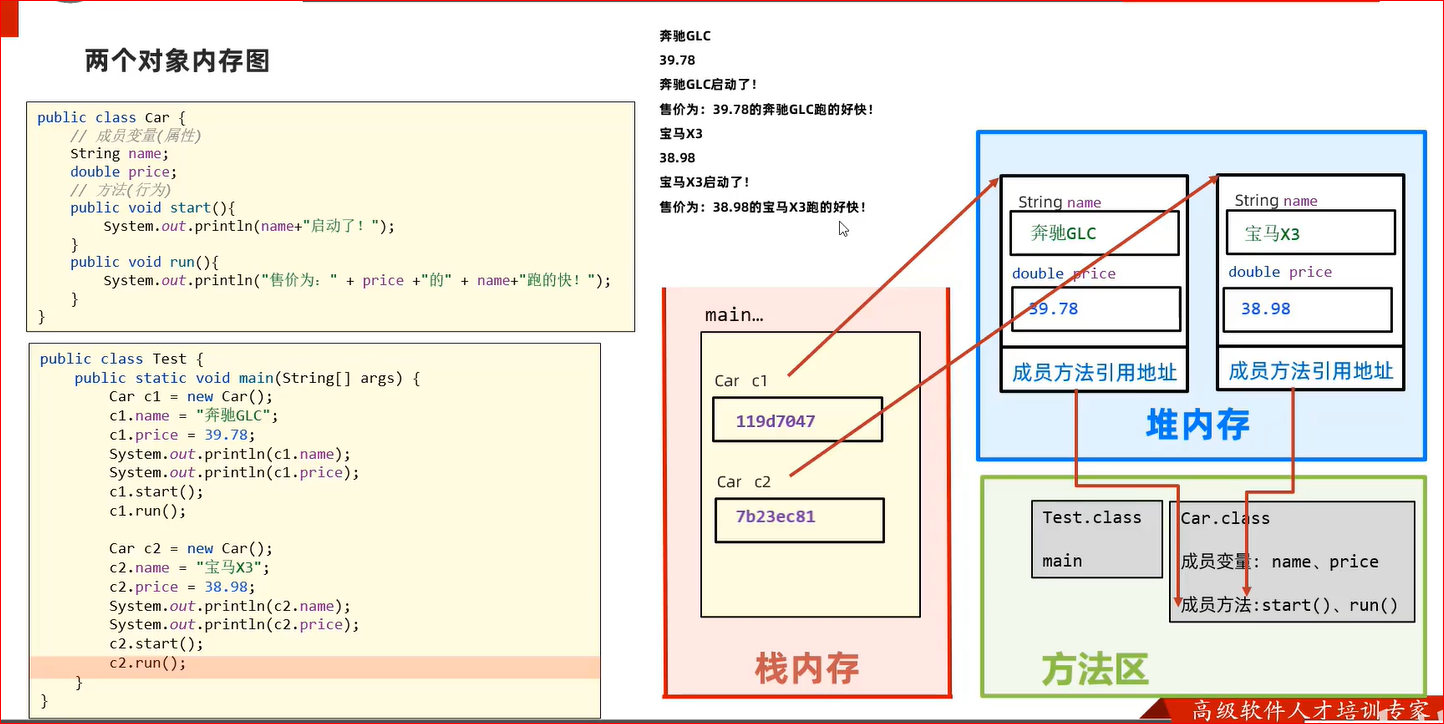 两个对象内存图
public class Car {
// 成员变量(属性)
String name;
double price;
// 方法(行为)
public void start(){
System.out.println(name+"启动了！");
}
public void run(){
System.out.println("售价为：" + price +"的" + name+"跑的快！");
}
}
public class Test {
public static void main(String[] args) {
Car c1 = new Car();
c1.name = "奔驰GLC";
c1.price = 39.78;
System.out.println(c1.name);
System.out.println(c1.price);
c1.start();
c1.run();
Car c2 = new Car();
c2.name = "宝马X3";
c2.price = 38.98;
System.out.println(c2.name);
System.out.println(c2.price);
c2.start();
c2.run();
}
}
奔驰GLC
39.78
奔驰GLC启动了！
售价为：39.78的奔驰GLC跑的好快！
宝马X3
38.98
宝马X3启动了！
售价为：38.98的宝马X3跑的好快！
main…
Car c1
119d7047
Car c2
7b23ec81
栈内存
String name
奔驰GLC
double price
39.78
成员方法引用地址
String name
宝马X3
double price
38.98
成员方法引用地址
堆内存
Test.class
main
Car.class
成员变量：name、price
成员方法:start()、run()
方法区
高级软件人才培训专家